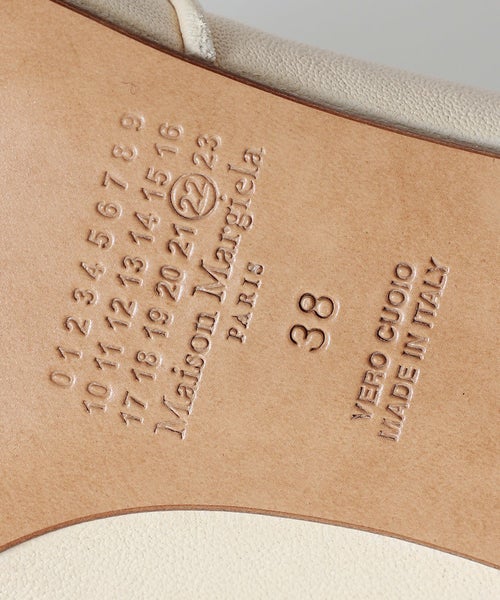 0 1 2 3 4 5 6 7 8 9
10 11 12 13 14 15 16
17 18 19 20 21 22 23
Maison Margiela
PARIS
38
VERO CUOIO
MADE IN ITALY